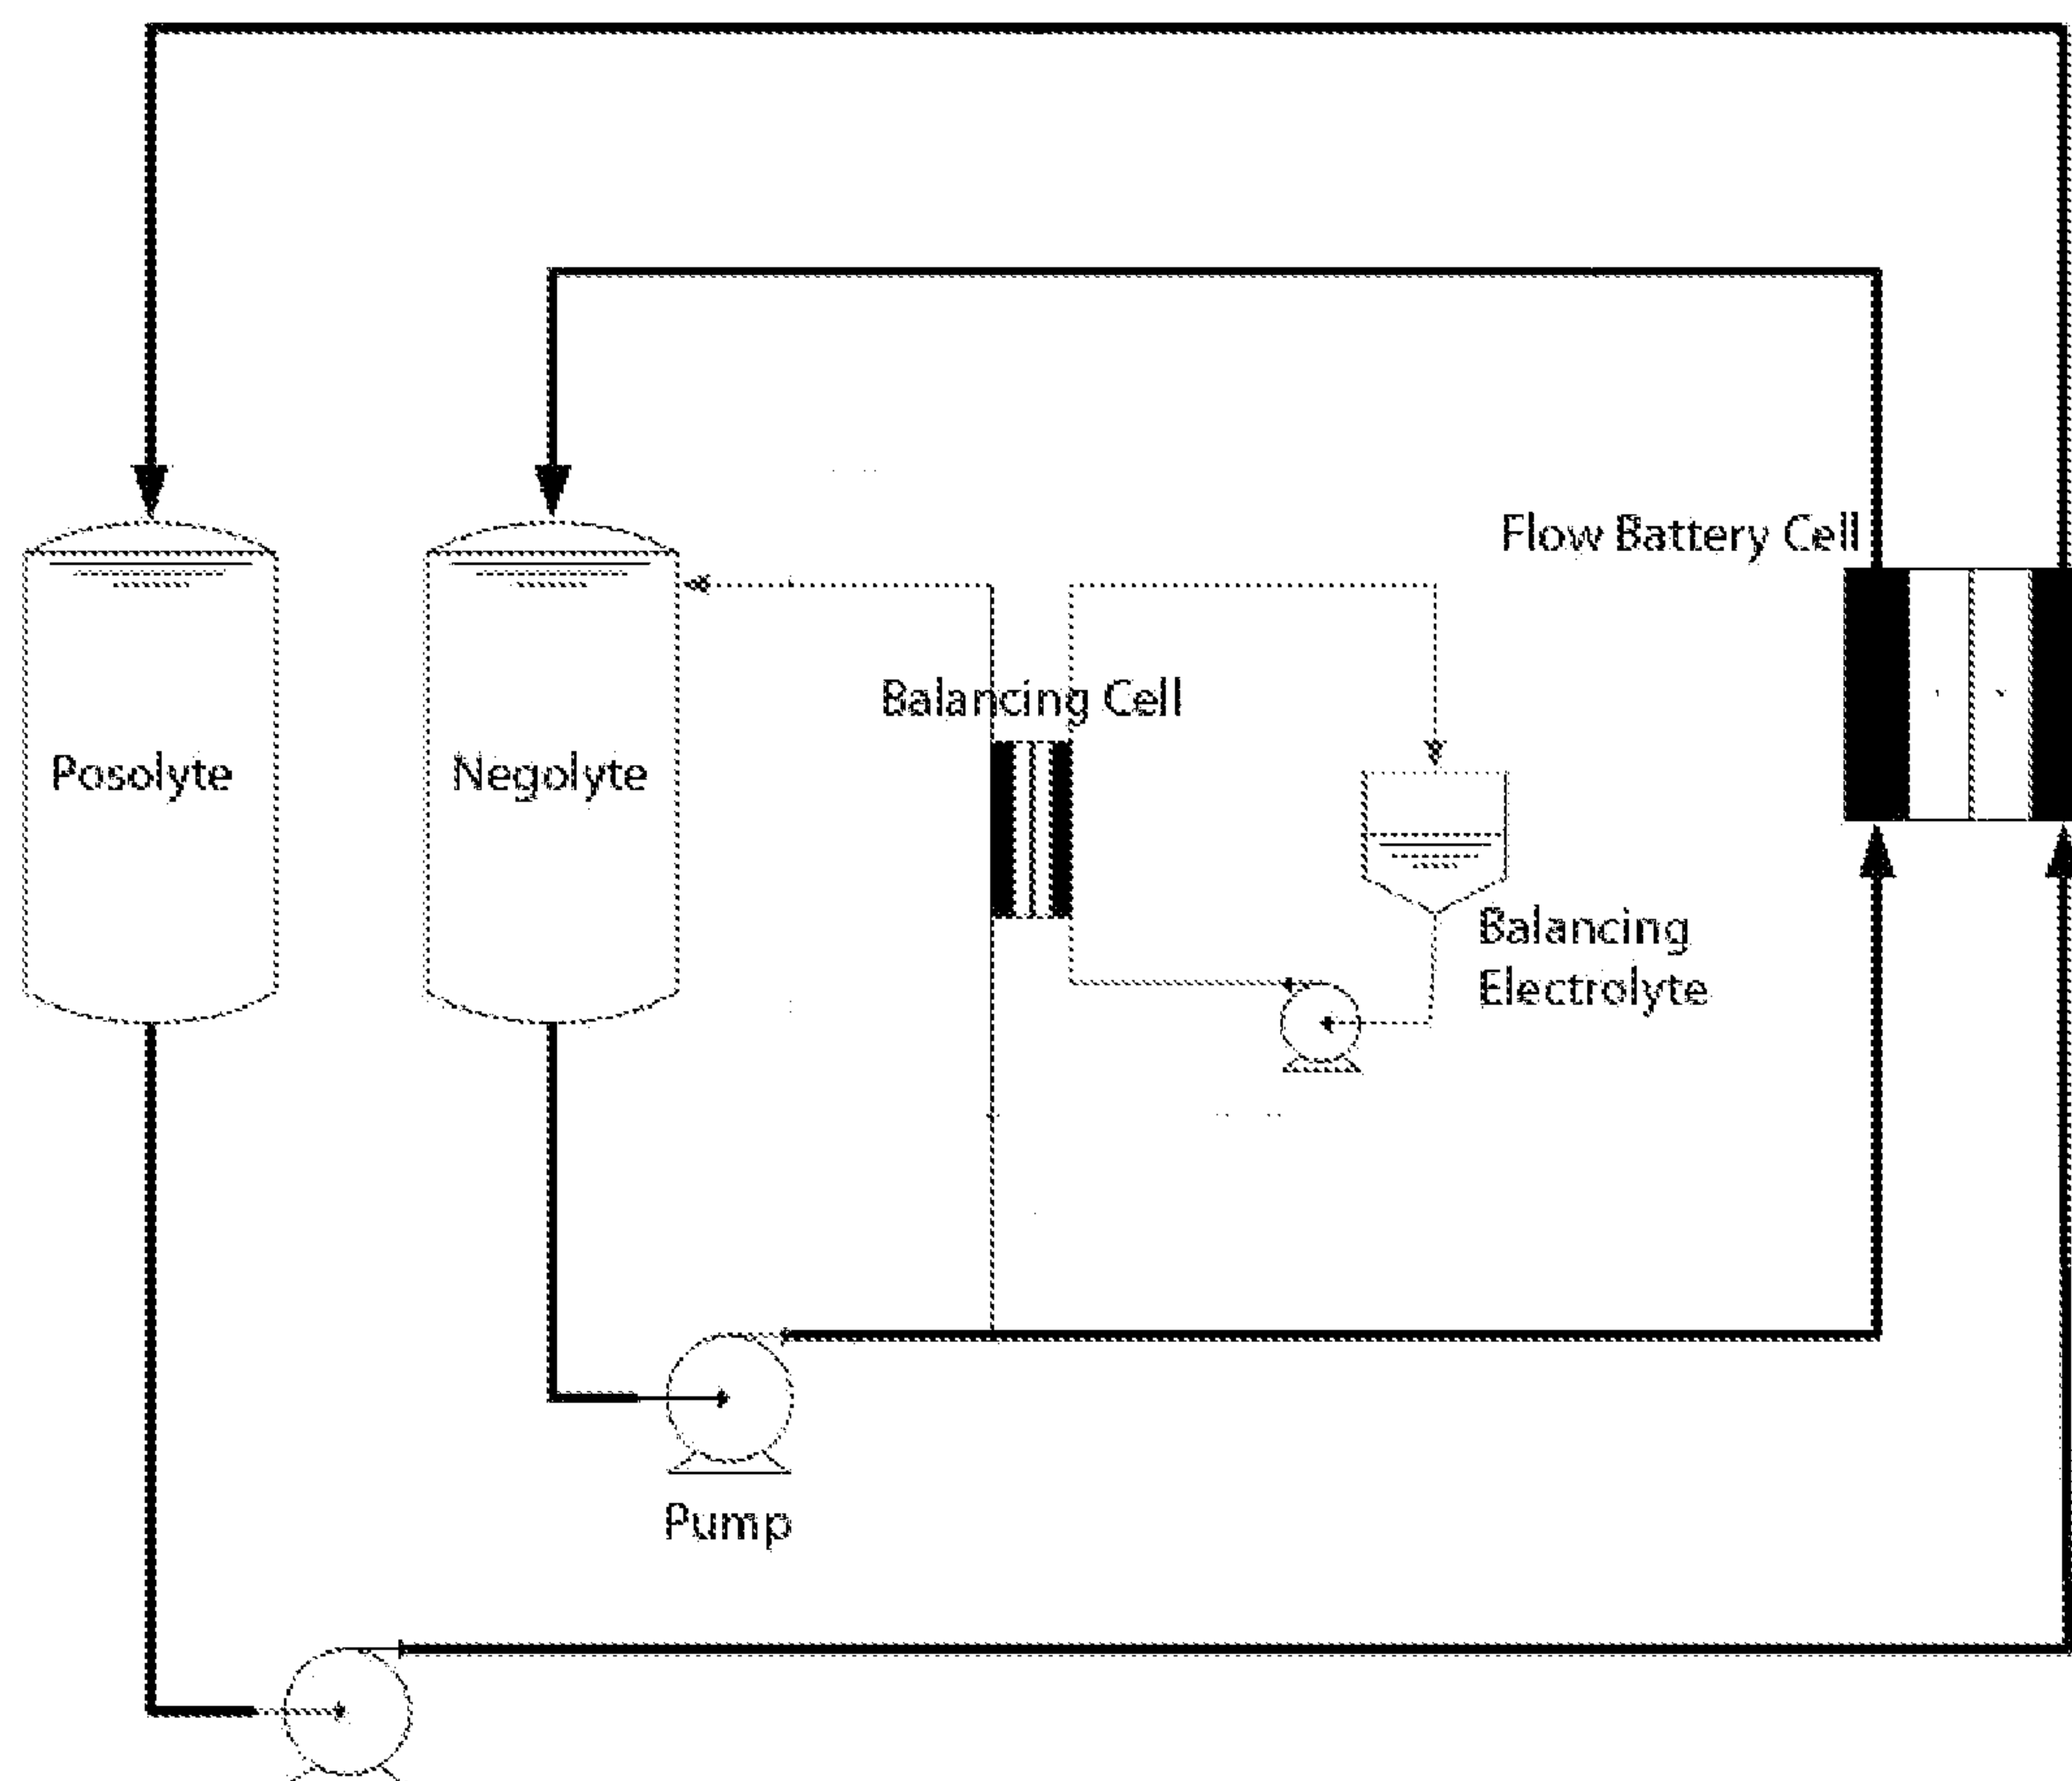 Flow Battery Cell
Balancing Cell
Posolyte
Negolyte
Balancing
Electrolyte
Pump